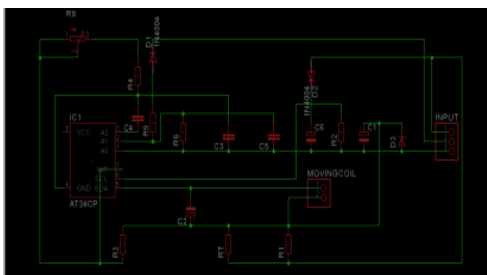 R8
D1
1N4004
R4
1N4004
D2
IC1
VCC
A2
A1
A0
C4
R5
R6
C3
C5
C6
R2
C1
D3
INPUT
WP
SCL
GND SDA
AT24CP
MOVINGCOIL
C2
R3
R7
R1